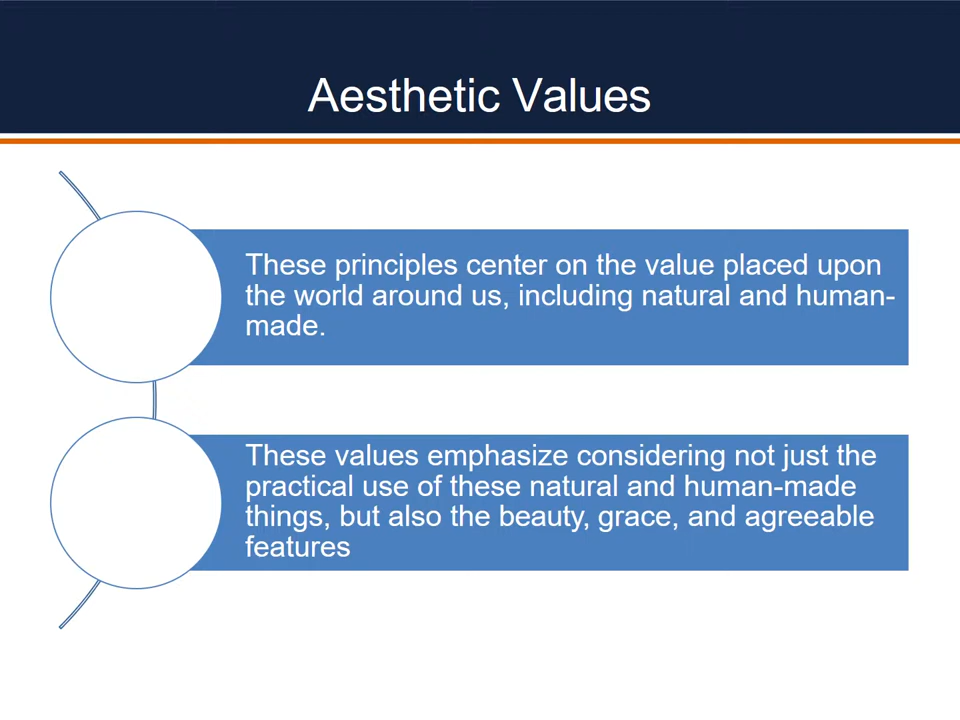 Aesthetic Values
These principles center on the value placed upon
the world around us, including natural and human-
made.
These values emphasize considering not just the
practical use of these natural and human-made
things, but also the beauty, grace, and agreeable
features